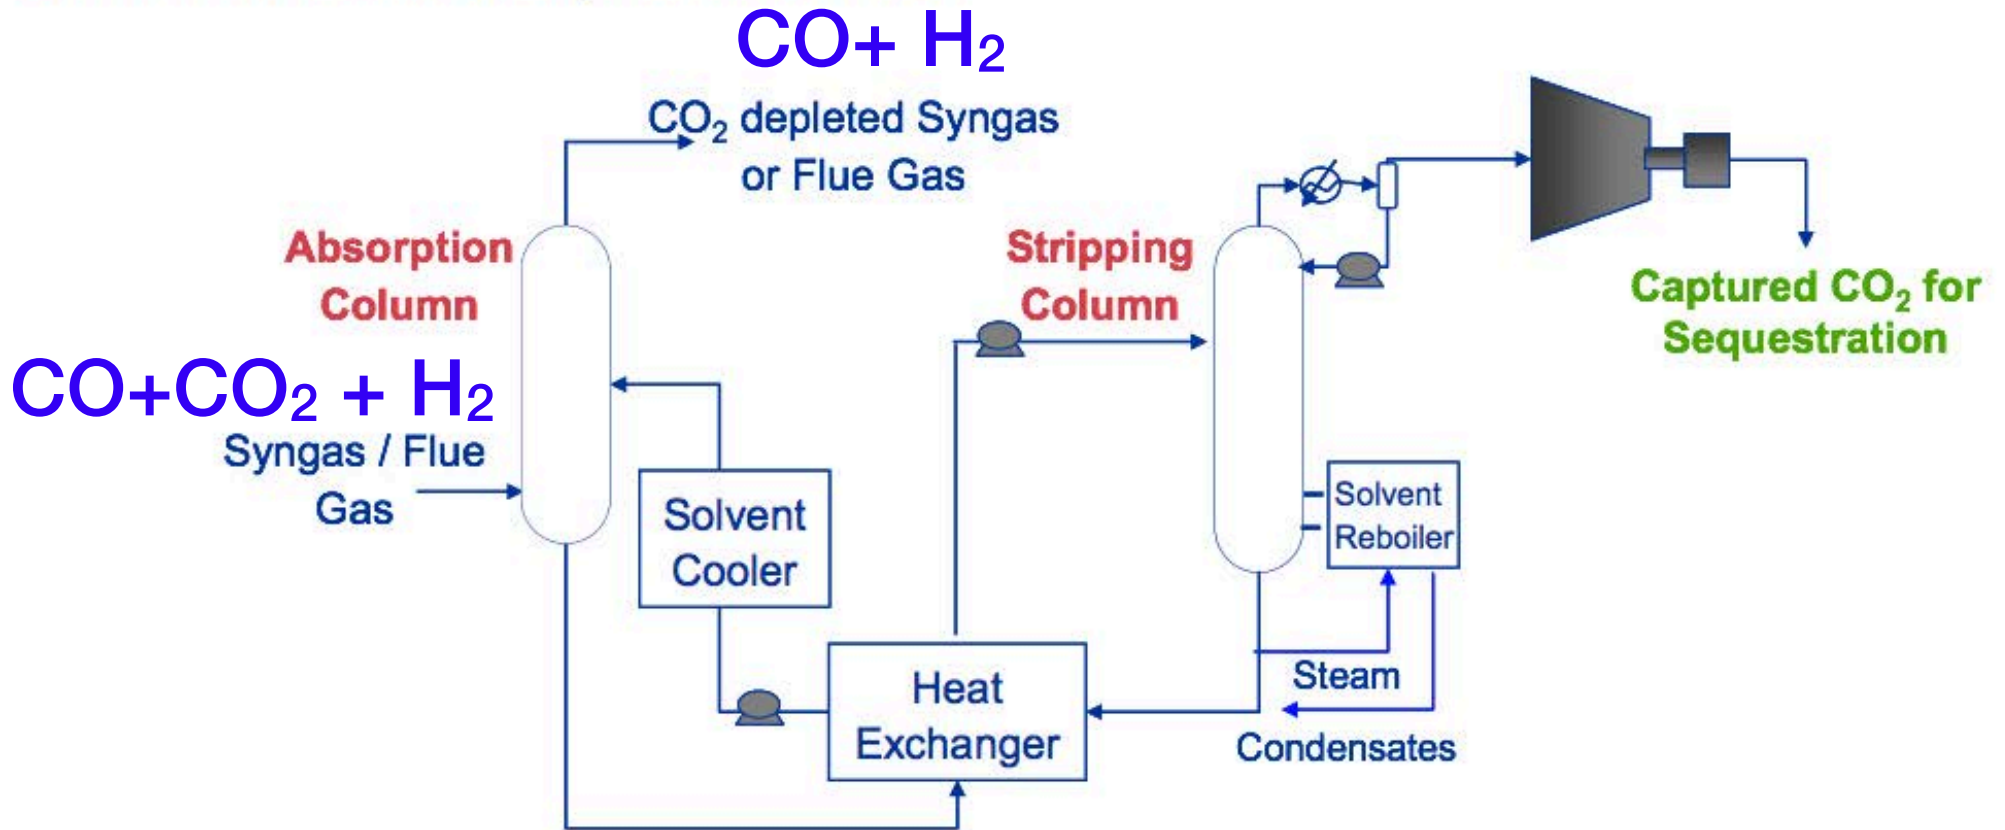 CO+ H₂
CO₂ depleted Syngas
or Flue Gas
Absorption
Column
Stripping
Column
Captured CO₂ for
Sequestration
CO+CO₂ + H₂
Syngas / Flue
Gas
Solvent
Cooler
Solvent
Reboiler
Heat
Exchanger
Steam
Condensates